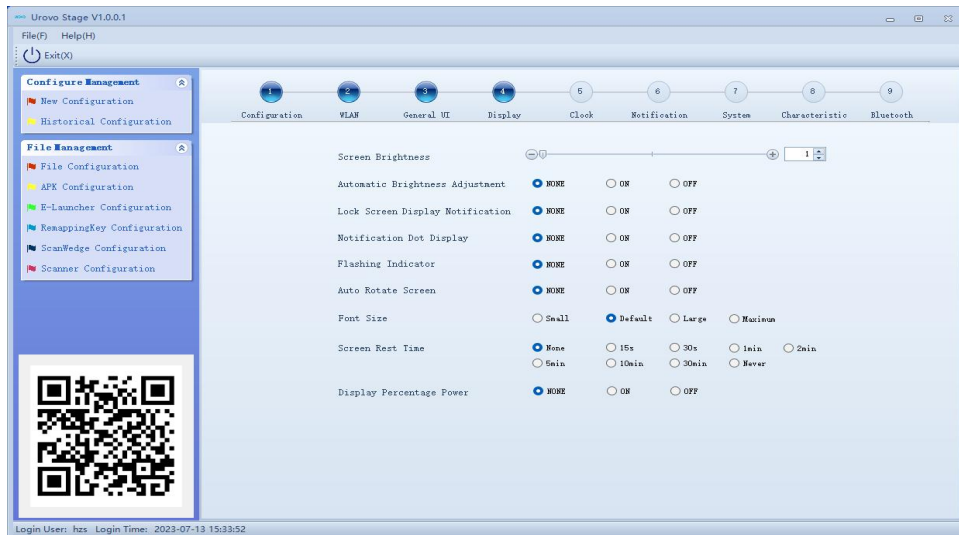 urovo Urovo Stage V1.0.0.1
File(F) Help(H)
Exit(X)
Configure Management
New Configuration
Historical Configuration
File Management
File Configuration
APK Configuration
E-Launcher Configuration
RemappingKey Configuration
ScanWedge Configuration
Scanner Configuration
1 2 3 4 5 6 7 8 9
Configuration WLAN General UI Display Clock Notification System Characteristic Bluetooth
Screen Brightness 1
Automatic Brightness Adjustment NONE ON OFF
Lock Screen Display Notification NONE ON OFF
Notification Dot Display NONE ON OFF
Flashing Indicator NONE ON OFF
Auto Rotate Screen NONE ON OFF
Font Size Small Default Large Maximum
Screen Rest Time None 15s 30s 1min 2min
5min 10min 30min Never
Display Percentage Power NONE ON OFF
Login User: hzs Login Time: 2023-07-13 15:33:52